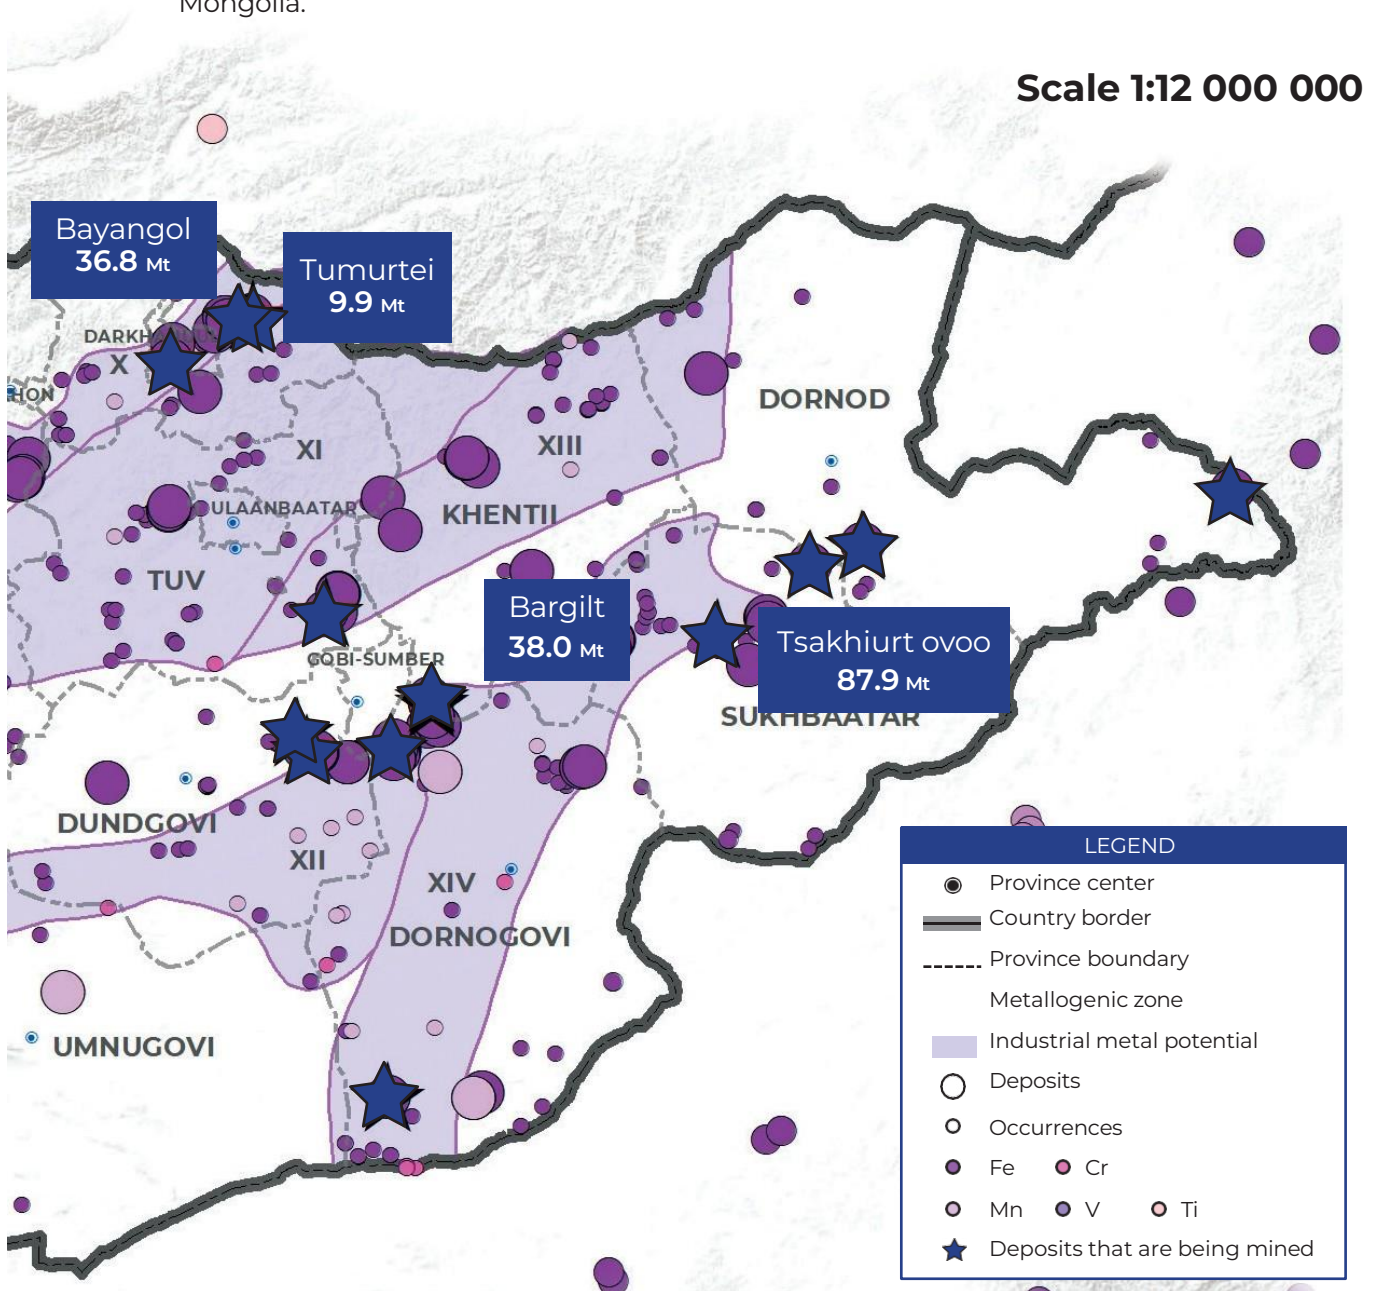 Mongolia.
Scale 1:12 000 000
Bayangol
36.8 Mt
Tumurtei
9.9 Mt
X
HON
DORNOD
XI
XIII
ULAANBAATAR
KHENTII
TUV
Bargilt
38.0 Mt
Tsakhiurt ovoo
87.9 Mt
GOBI-SUMBER
SUKHBAATAR
DUNDGOVI
XII
XIV
DORNOGOVI
UMNUGOVI
LEGEND
Province center
Country border
Province boundary
Metallogenic zone
Industrial metal potential
Deposits
Occurrences
Fe Cr
Mn V Ti
Deposits that are being mined